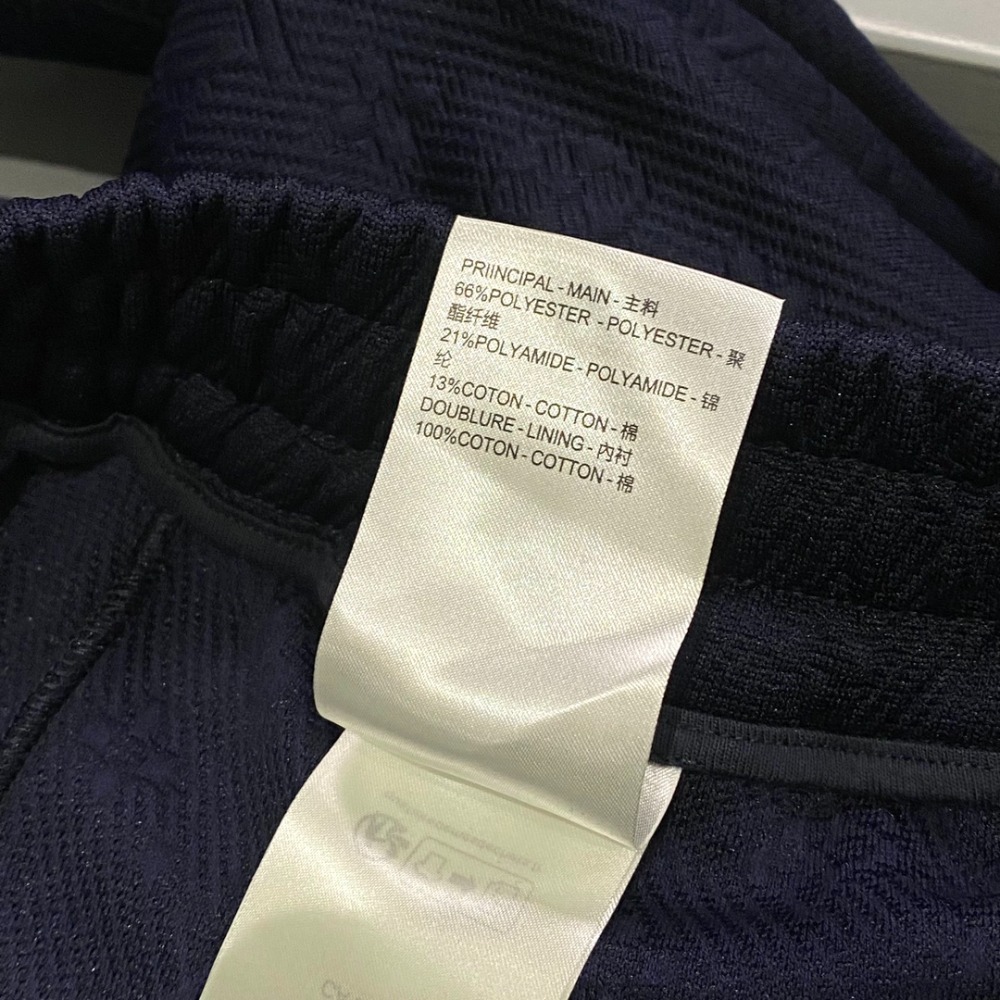 PRIINCIPAL - MAIN - 主料
66%POLYESTER - POLYESTER - 聚
酯纤维
21%POLYAMIDE - POLYAMIDE - 锦
纶
13%COTON - COTTON - 棉
DOUBLURE - LINING - 内衬
100%COTON - COTTON - 棉